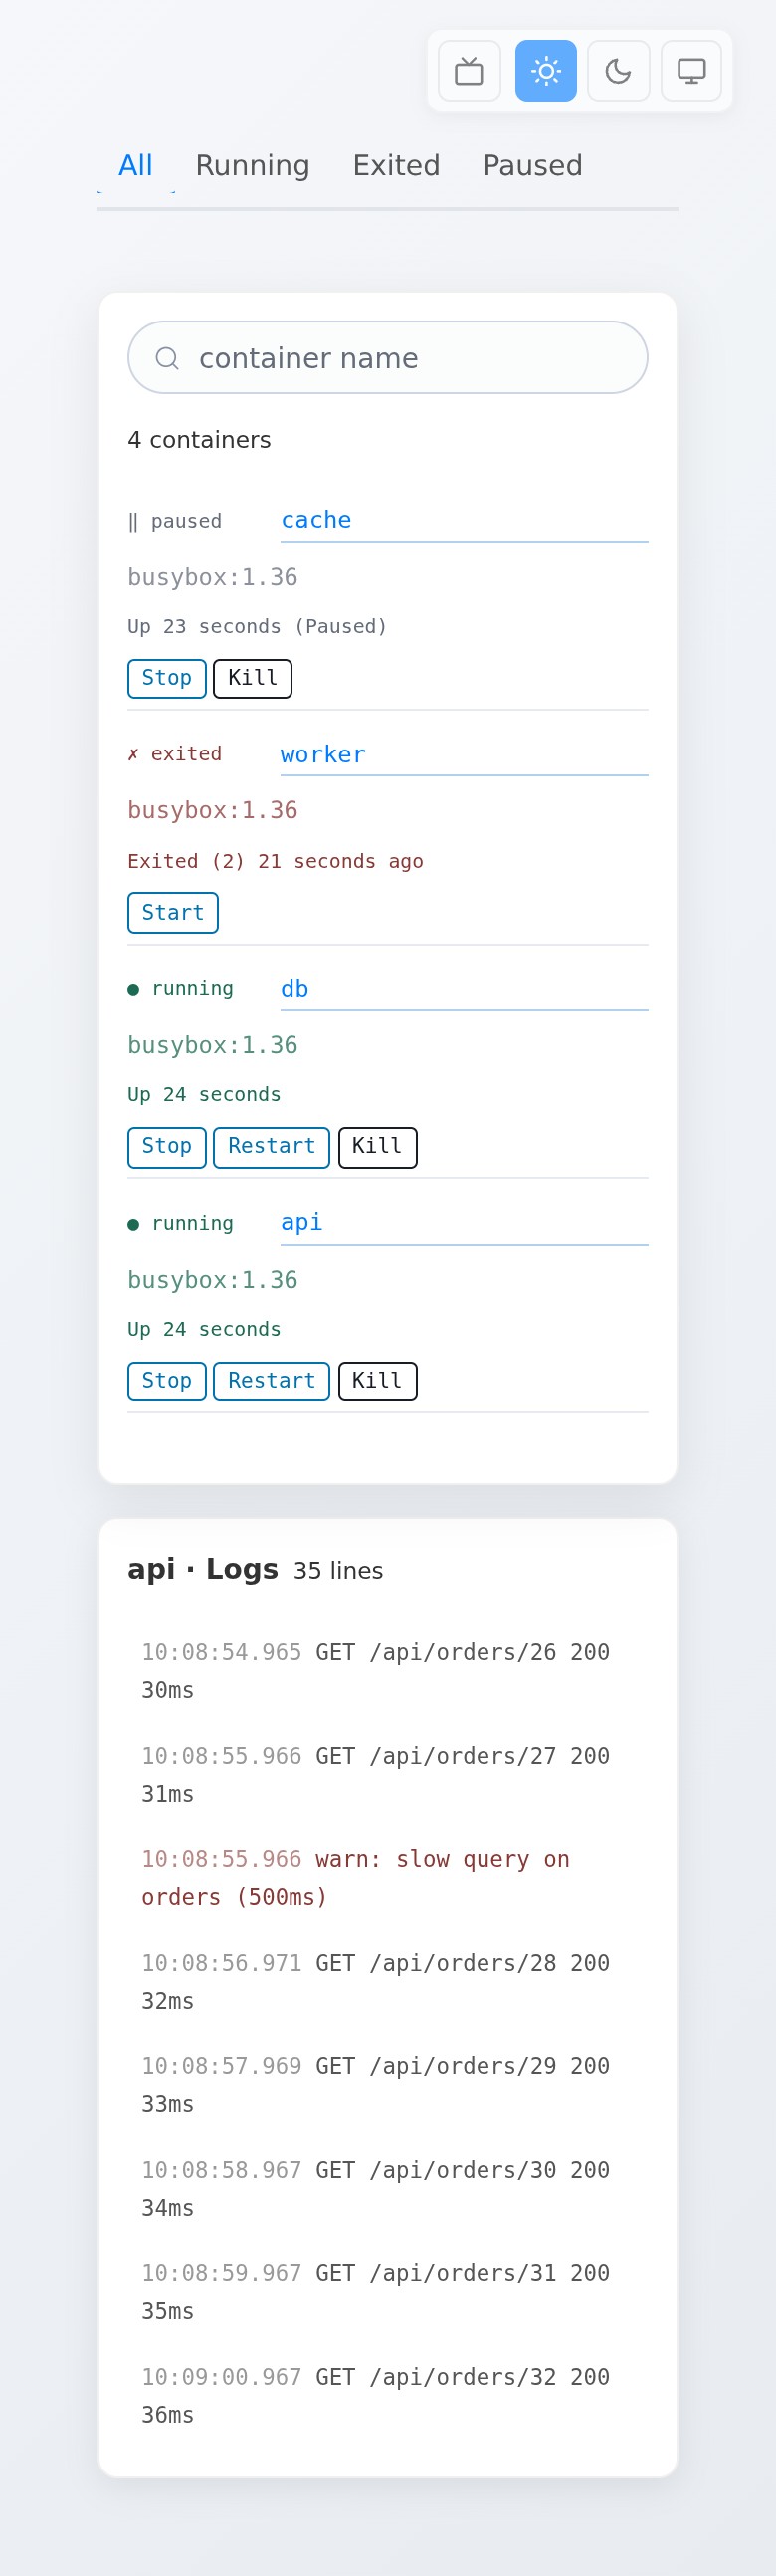 All Running Exited Paused
container name
4 containers
‖ paused cache
busybox:1.36
Up 23 seconds (Paused)
Stop Kill
✗ exited worker
busybox:1.36
Exited (2) 21 seconds ago
Start
● running db
busybox:1.36
Up 24 seconds
Stop Restart Kill
● running api
busybox:1.36
Up 24 seconds
Stop Restart Kill
api · Logs 35 lines
10:08:54.965 GET /api/orders/26 200
30ms
10:08:55.966 GET /api/orders/27 200
31ms
10:08:55.966 warn: slow query on
orders (500ms)
10:08:56.971 GET /api/orders/28 200
32ms
10:08:57.969 GET /api/orders/29 200
33ms
10:08:58.967 GET /api/orders/30 200
34ms
10:08:59.967 GET /api/orders/31 200
35ms
10:09:00.967 GET /api/orders/32 200
36ms